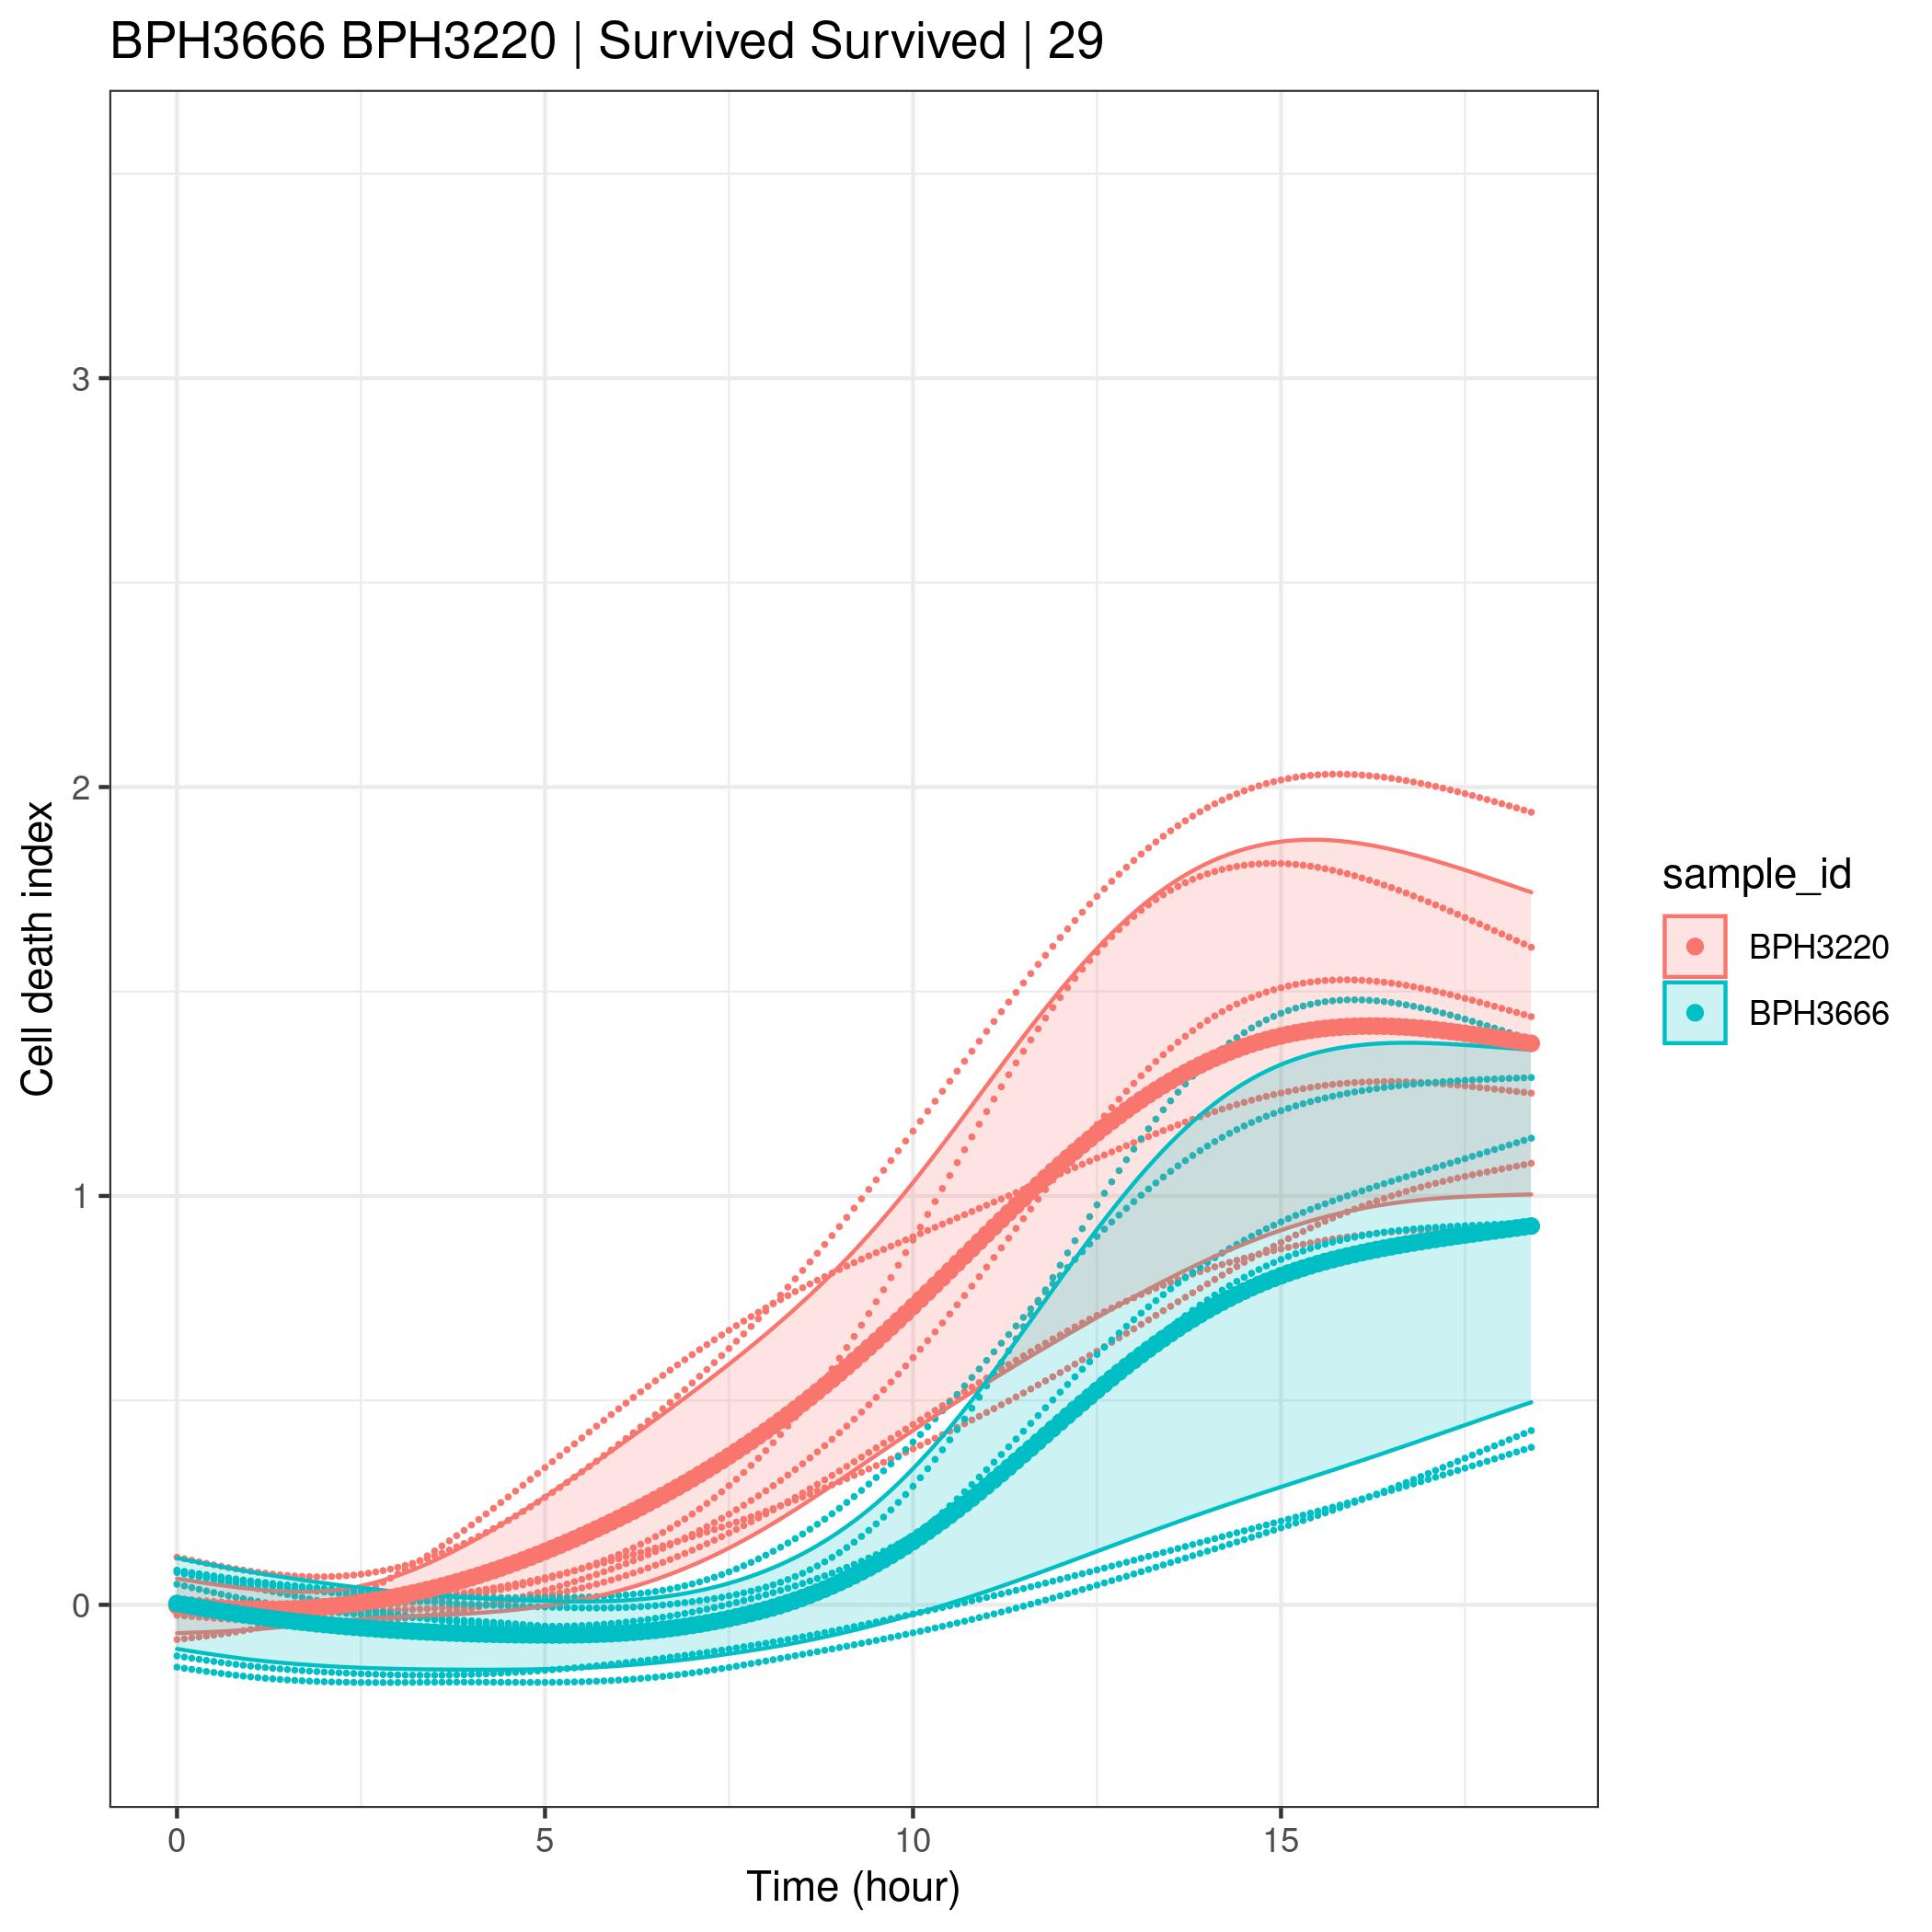 BPH3666 BPH3220 | Survived Survived | 29
3
2
1
0
Cell death index
0 5 10 15
Time (hour)
sample_id
BPH3220
BPH3666